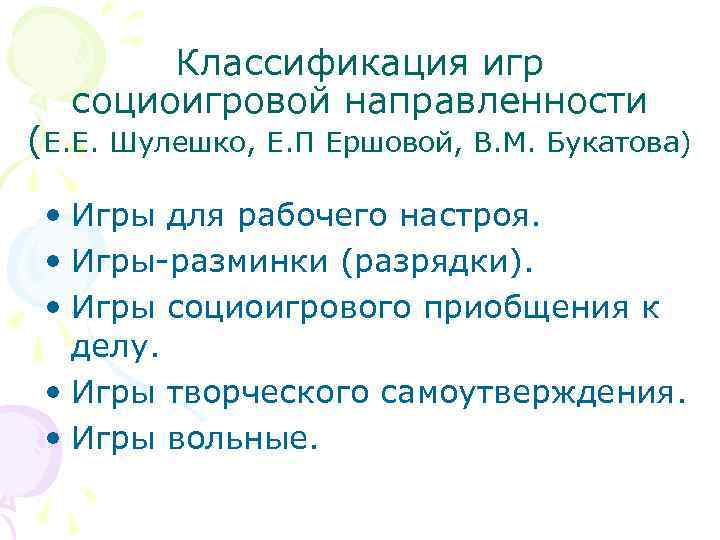 Классификация игр
социоигровой направленности
(Е.Е. Шулешко, Е.П Ершовой, В.М. Букатова)
• Игры для рабочего настроя.
• Игры-разминки (разрядки).
• Игры социоигрового приобщения к
делу.
• Игры творческого самоутверждения.
• Игры вольные.